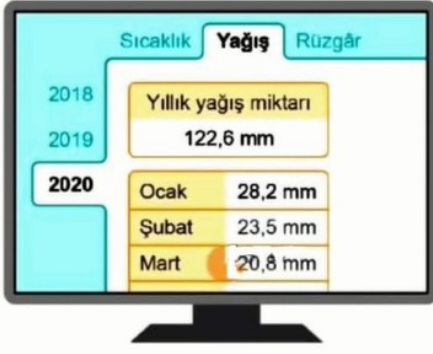 Sıcaklık Yağış Rüzgâr
2018
2019
2020
Yıllık yağış miktarı
122,6 mm
Ocak 28,2 mm
Şubat 23,5 mm
Mart 20,8 mm